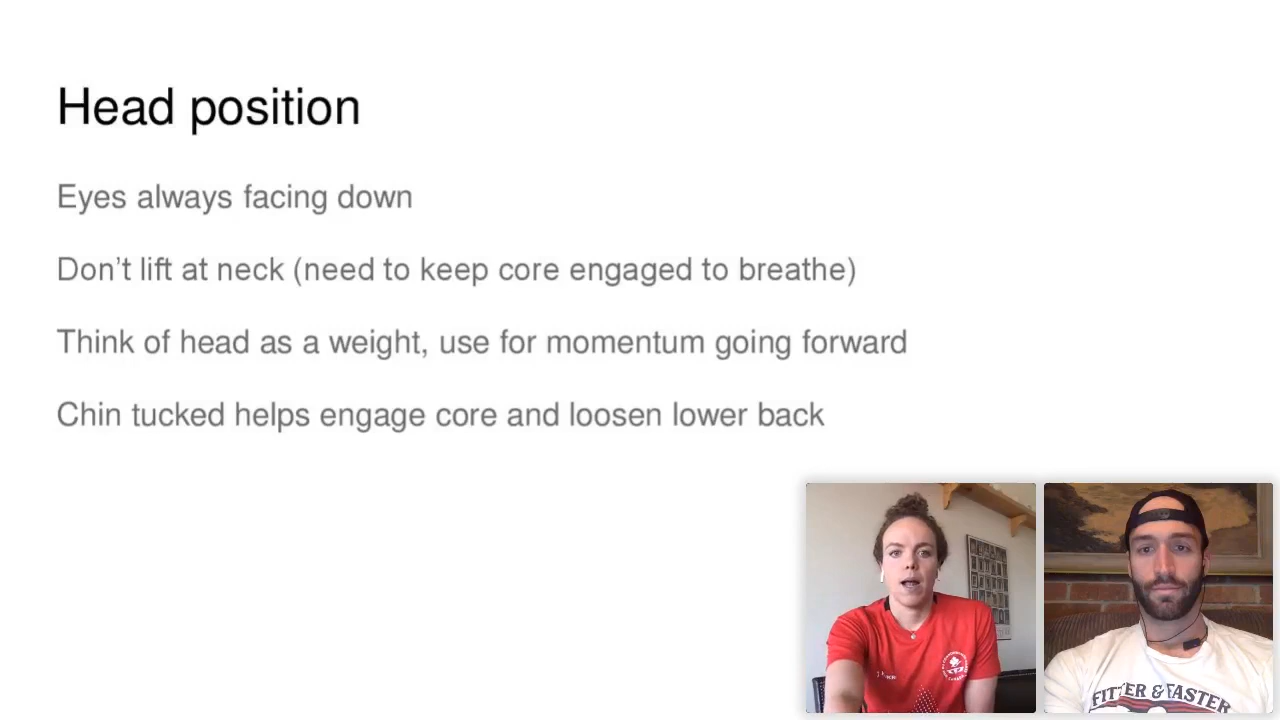 Head position
Eyes always facing down
Don’t lift at neck (need to keep core engaged to breathe)
Think of head as a weight, use for momentum going forward
Chin tucked helps engage core and loosen lower back
FITTER & FASTER